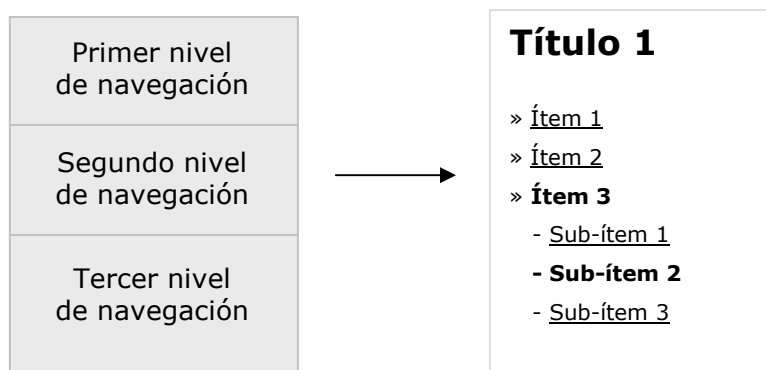 Primer nivel
de navegación
Segundo nivel
de navegación
Tercer nivel
de navegación
Título 1
» Ítem 1
» Ítem 2
» Ítem 3
- Sub-ítem 1
- Sub-ítem 2
- Sub-ítem 3